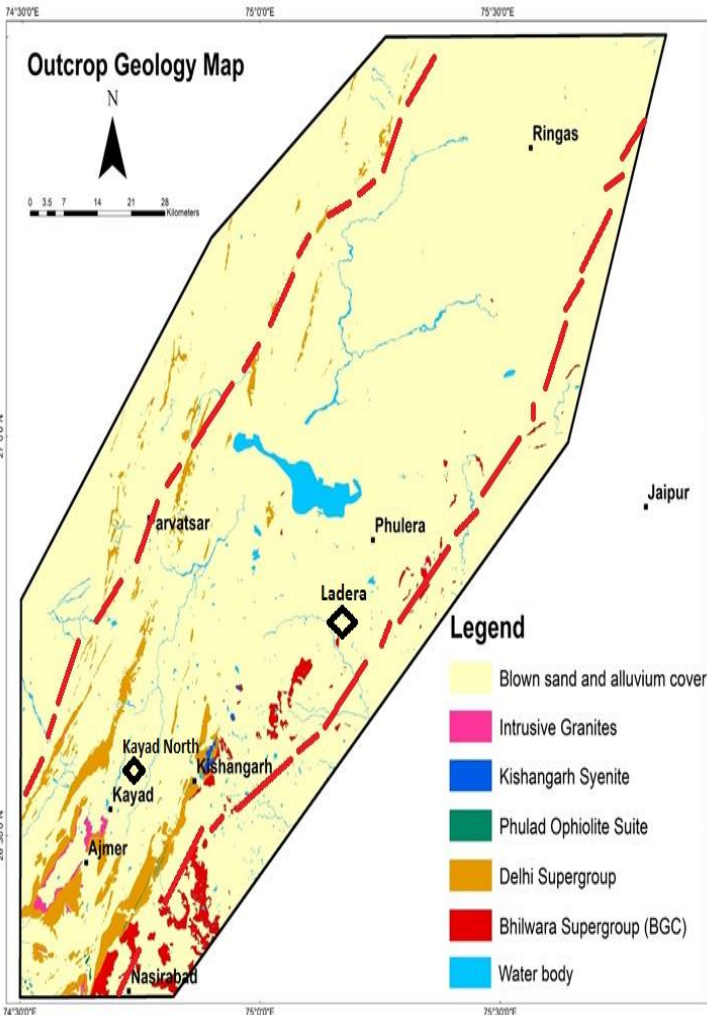 74°30'0"E 75°0'0"E 75°30'0"E
Outcrop Geology Map
N
0 3.5 7 14 21 28
Kilometers
Ringas
Jaipur
arvatsar
Phulera
Ladera
Kayad North
Kishangarh
Kayad
Ajmer
Nasirabad
Legend
Blown sand and alluvium cover
Intrusive Granites
Kishangarh Syenite
Phulad Ophiolite Suite
Delhi Supergroup
Bhilwara Supergroup (BGC)
Water body
74°30'0"E 75°0'0"E 75°30'0"E